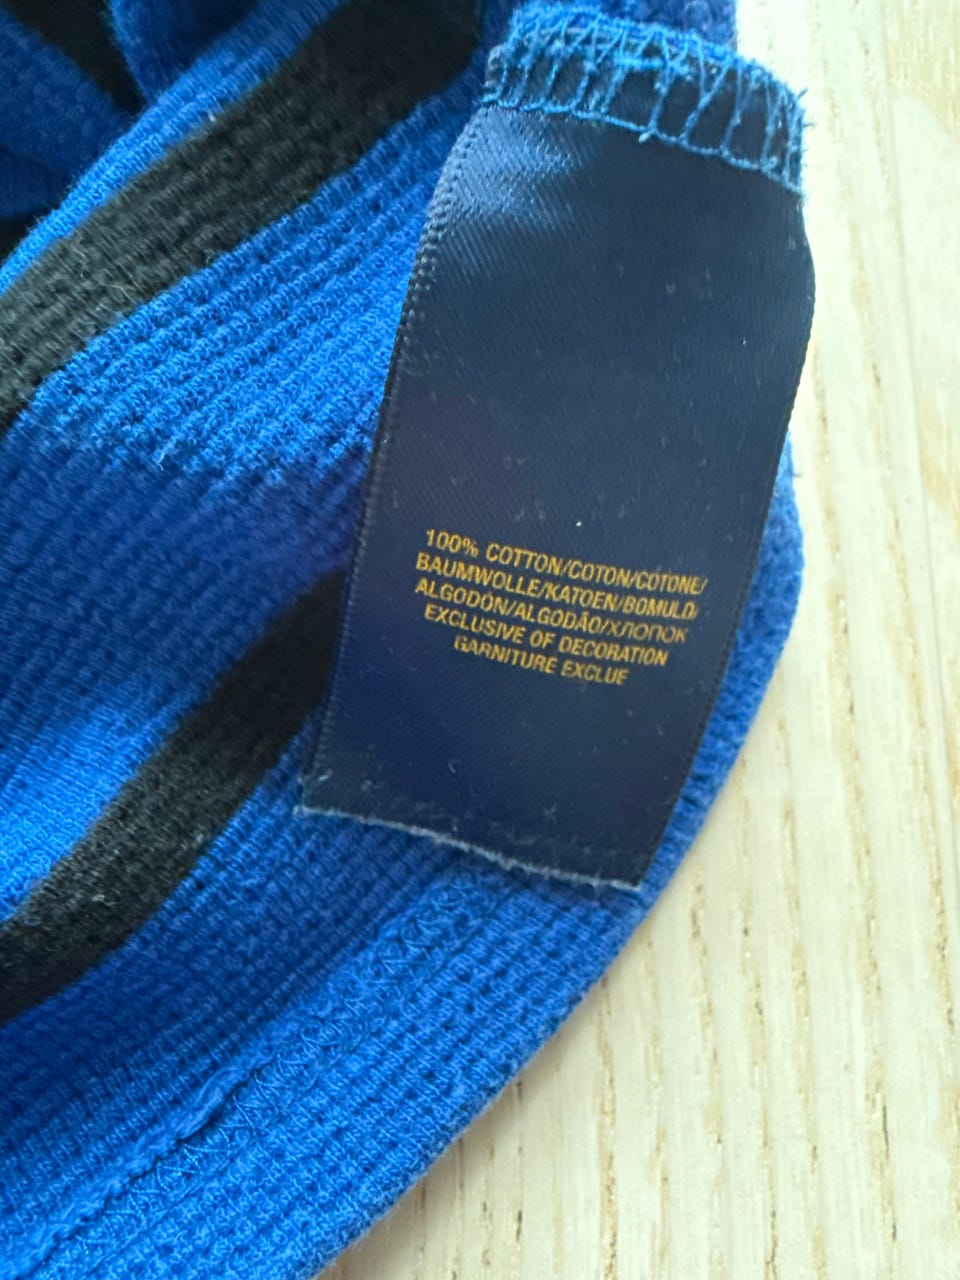 100% COTTON/COTON/COTONE/
BAUMWOLLE/KATOEN/BOMULD/
ALGODÓN/ALGODÃO/ХЛОПОК
EXCLUSIVE OF DECORATION
GARNITURE EXCLUE